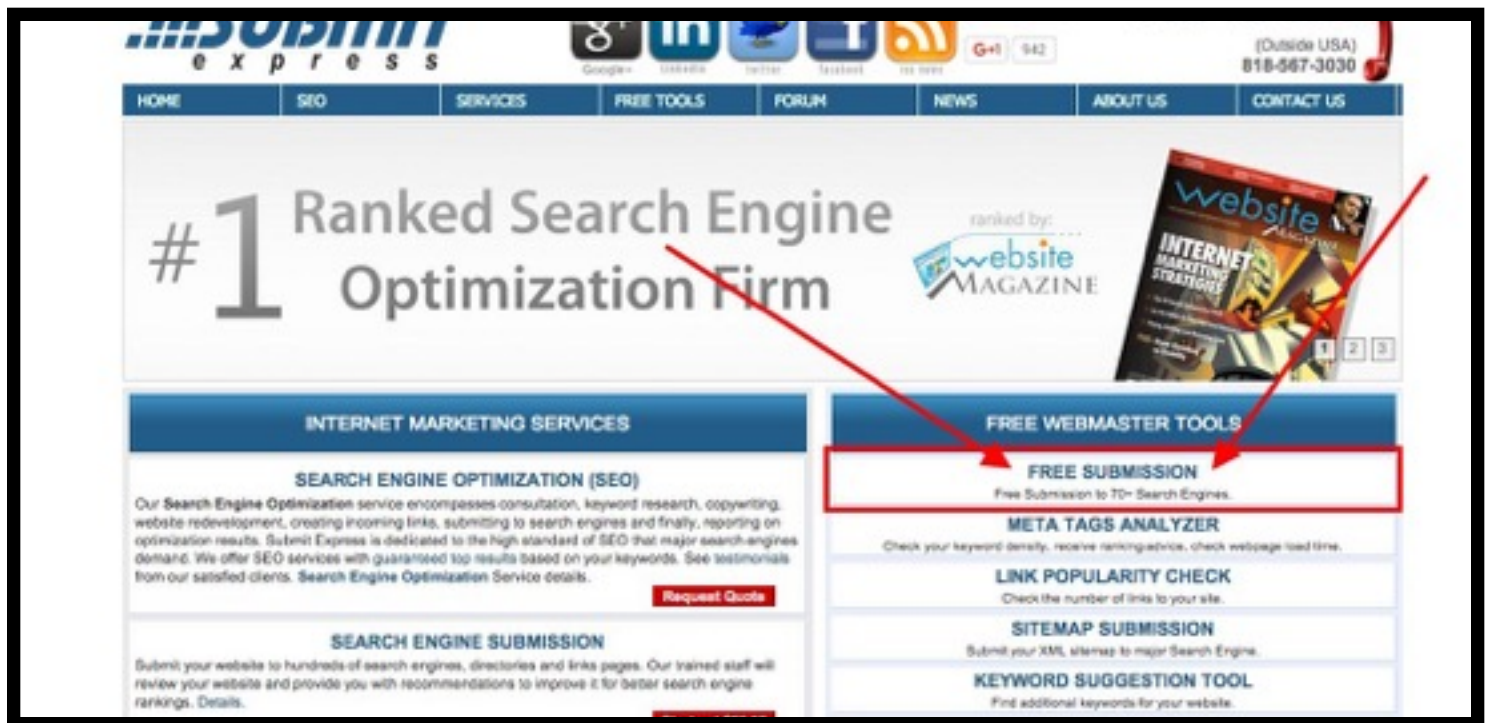 SUBMIT
express
Google+ linkedin twitter facebook rss news
G+1 942
(Outside USA)
818-567-3030
HOME SEO SERVICES FREE TOOLS FORUM NEWS ABOUT US CONTACT US
#1 Ranked Search Engine
Optimization Firm
ranked by:
website
MAGAZINE
website
MAGAZINE
INTERNET
MARKETING
STRATEGIES
1 2 3
INTERNET MARKETING SERVICES
SEARCH ENGINE OPTIMIZATION (SEO)
Our Search Engine Optimization service encompasses consultation, keyword research, copywriting,
website redevelopment, creating incoming links, submitting to search engines and finally, reporting on
optimization results. Submit Express is dedicated to the high standard of SEO that major search engines
demand. We offer SEO services with guaranteed top results based on your keywords. See testimonials
from our satisfied clients. Search Engine Optimization Service details.
Request Quote
SEARCH ENGINE SUBMISSION
Submit your website to hundreds of search engines, directories and links pages. Our trained staff will
review your website and provide you with recommendations to improve it for better search engine
rankings. Details.
FREE WEBMASTER TOOLS
FREE SUBMISSION
Free Submission to 70+ Search Engines.
META TAGS ANALYZER
Check your keyword density, receive ranking advice, check webpage load time.
LINK POPULARITY CHECK
Check the number of links to your site.
SITEMAP SUBMISSION
Submit your XML sitemap to major Search Engine.
KEYWORD SUGGESTION TOOL
Find additional keywords for your website.